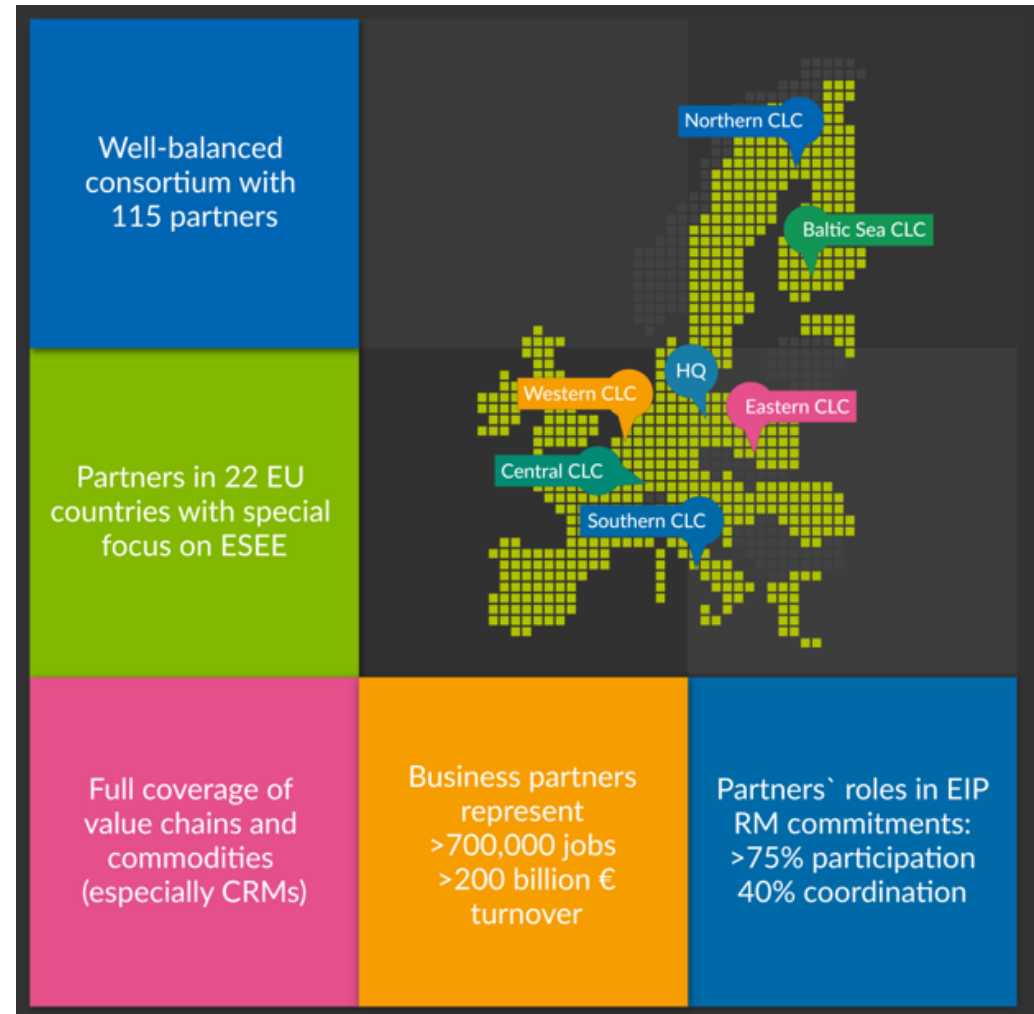 Well-balanced
consortium with
115 partners
Northern CLC
Baltic Sea CLC
HQ
Western CLC
Eastern CLC
Central CLC
Southern CLC
Partners in 22 EU
countries with special
focus on ESEE
Full coverage of
value chains and
commodities
(especially CRMs)
Business partners
represent
>700,000 jobs
>200 billion €
turnover
Partners` roles in EIP
RM commitments:
>75% participation
40% coordination